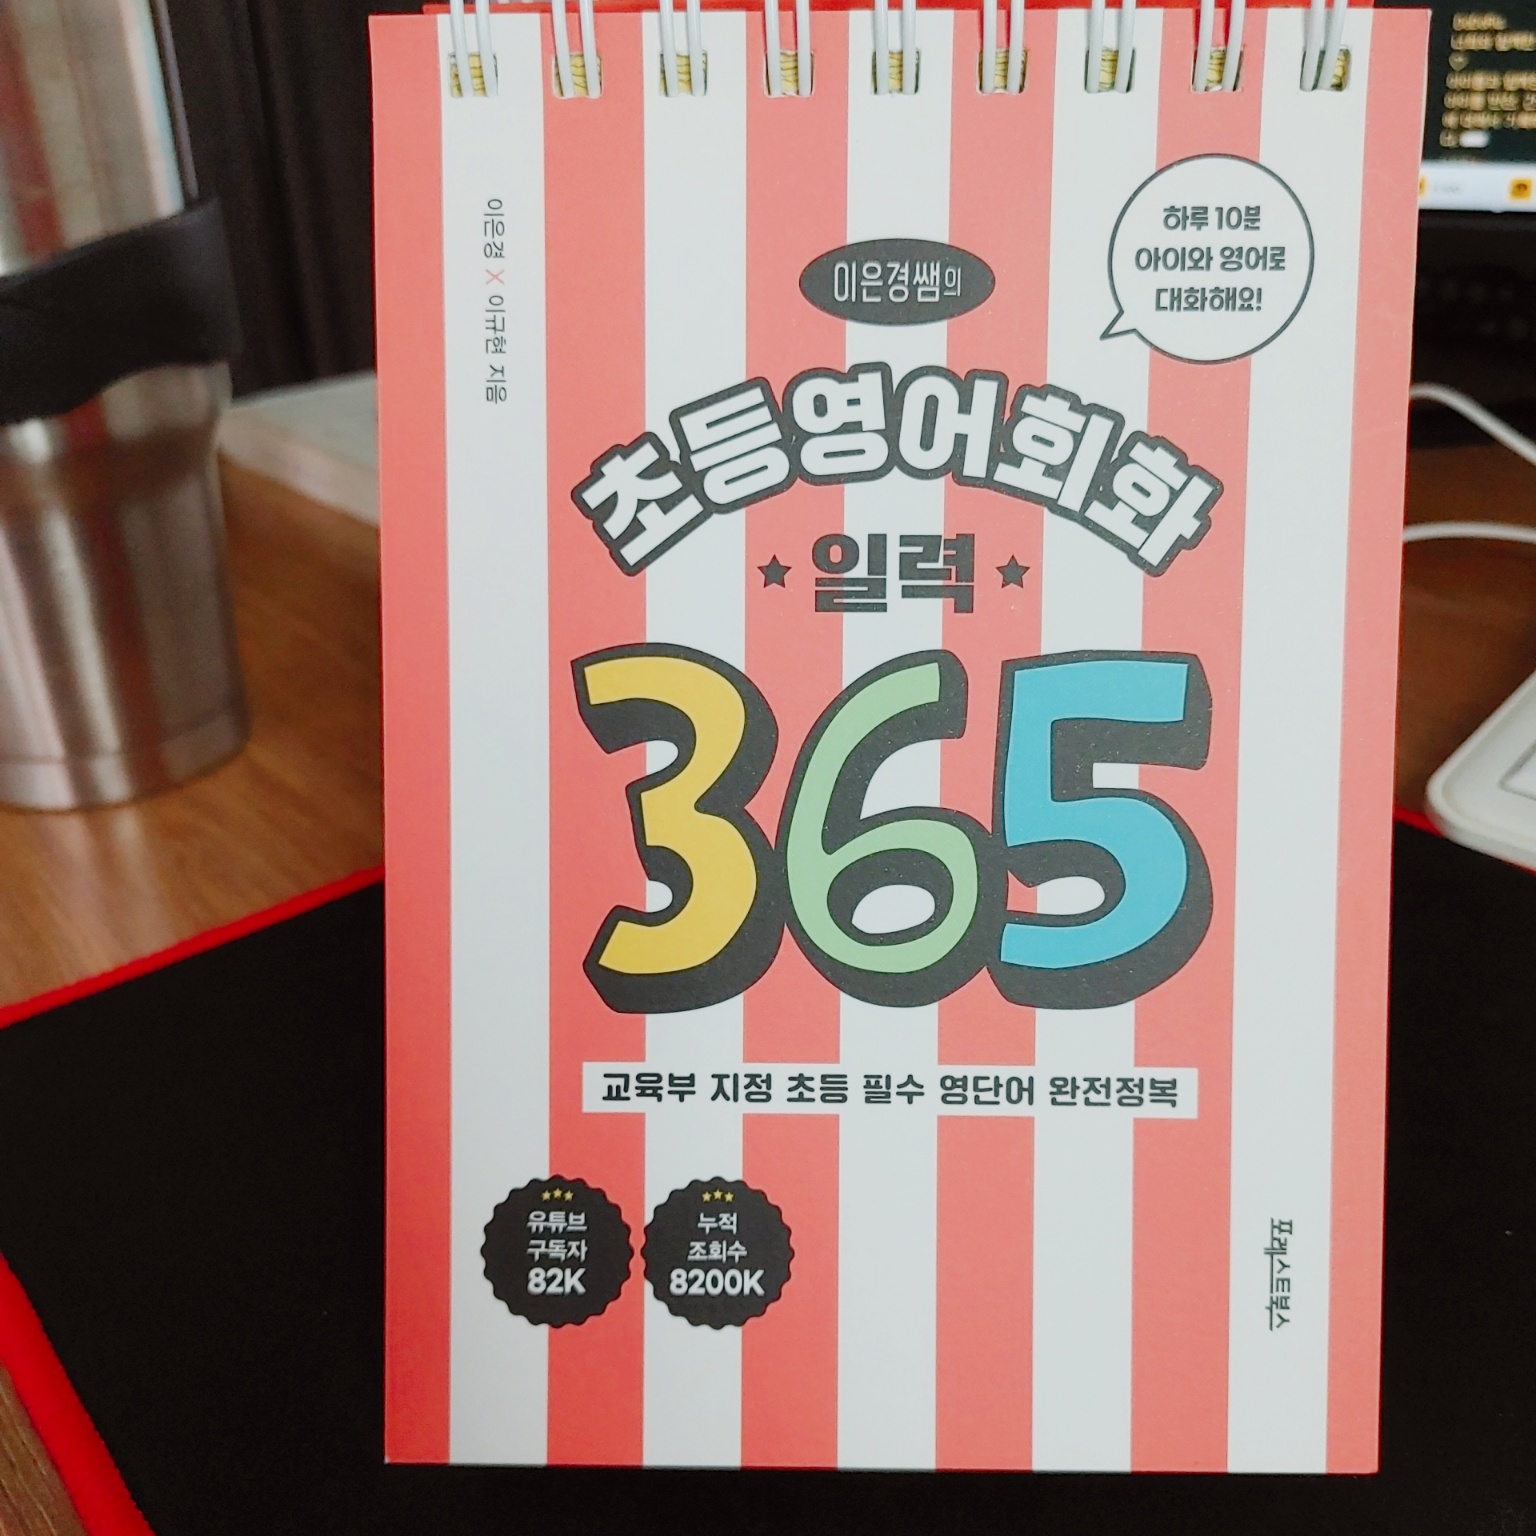 하루 10분
아이와 영어로
대화해요!
이은경 X 이규현 지음
이은경쌤의
초등영어회화
일력
365
교육부 지정 초등 필수 영단어 완전정복
유튜브
구독자
82K
누적
조회수
8200K
포레스트북스